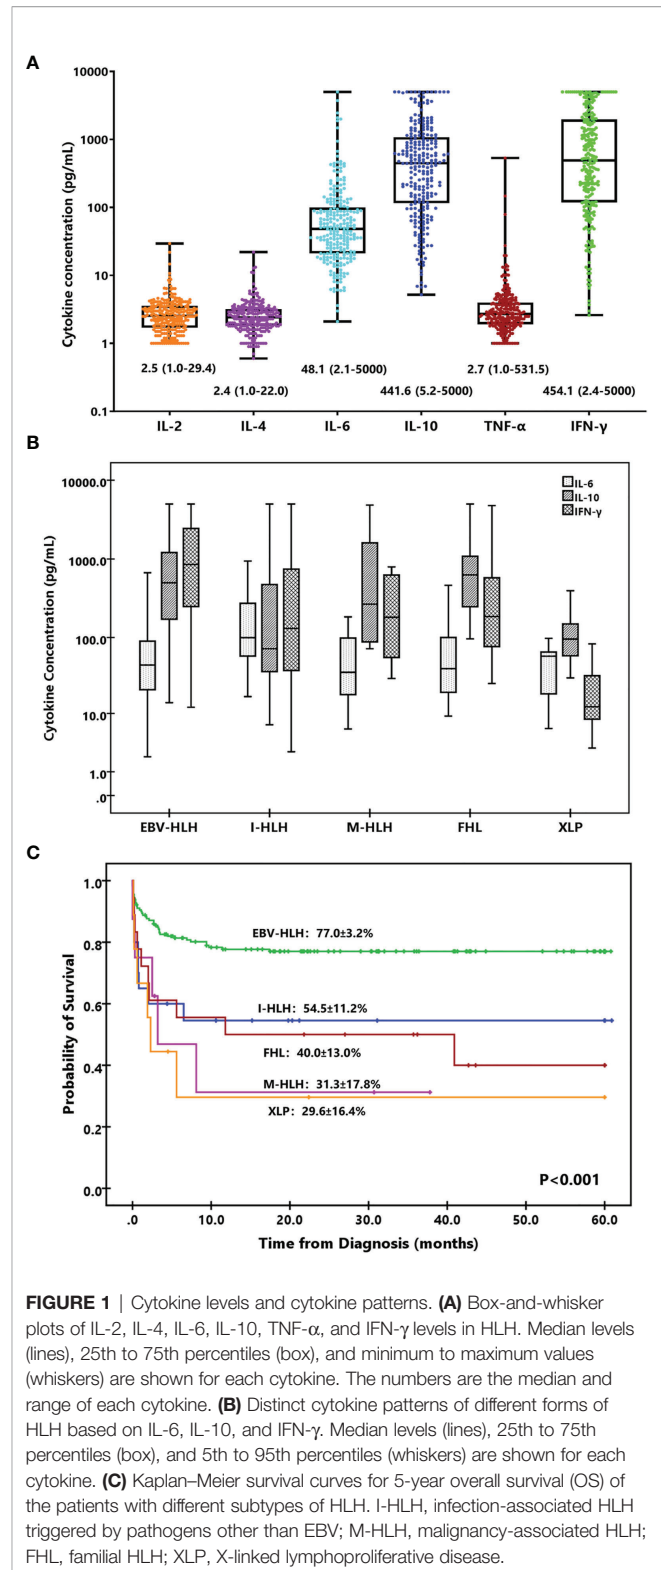 A
Cytokine concentration (pg/mL)
10000
1000
100
10
1
0.1
2.5 (1.0-29.4)
48.1 (2.1-5000)
2.7 (1.0-531.5)
2.4 (1.0-22.0)
441.6 (5.2-5000)
454.1 (2.4-5000)
IL-2 IL-4 IL-6 IL-10 TNF-α IFN-γ
B
Cytokine Concentration (pg/mL)
10000.0
1000.0
100.0
10.0
1.0
.0
IL-6
IL-10
IFN-γ
EBV-HLH I-HLH M-HLH FHL XLP
C
Probability of Survival
1.0
0.8
0.6
0.4
0.2
0.0
EBV-HLH: 77.0±3.2%
I-HLH: 54.5±11.2%
FHL: 40.0±13.0%
M-HLH: 31.3±17.8%
XLP: 29.6±16.4%
P<0.001
.0 10.0 20.0 30.0 40.0 50.0 60.0
Time from Diagnosis (months)
FIGURE 1 | Cytokine levels and cytokine patterns. (A) Box-and-whisker
plots of IL-2, IL-4, IL-6, IL-10, TNF-α, and IFN-γ levels in HLH. Median levels
(lines), 25th to 75th percentiles (box), and minimum to maximum values
(whiskers) are shown for each cytokine. The numbers are the median and
range of each cytokine. (B) Distinct cytokine patterns of different forms of
HLH based on IL-6, IL-10, and IFN-γ. Median levels (lines), 25th to 75th
percentiles (box), and 5th to 95th percentiles (whiskers) are shown for each
cytokine. (C) Kaplan–Meier survival curves for 5-year overall survival (OS) of
the patients with different subtypes of HLH. I-HLH, infection-associated HLH
triggered by pathogens other than EBV; M-HLH, malignancy-associated HLH;
FHL, familial HLH; XLP, X-linked lymphoproliferative disease.